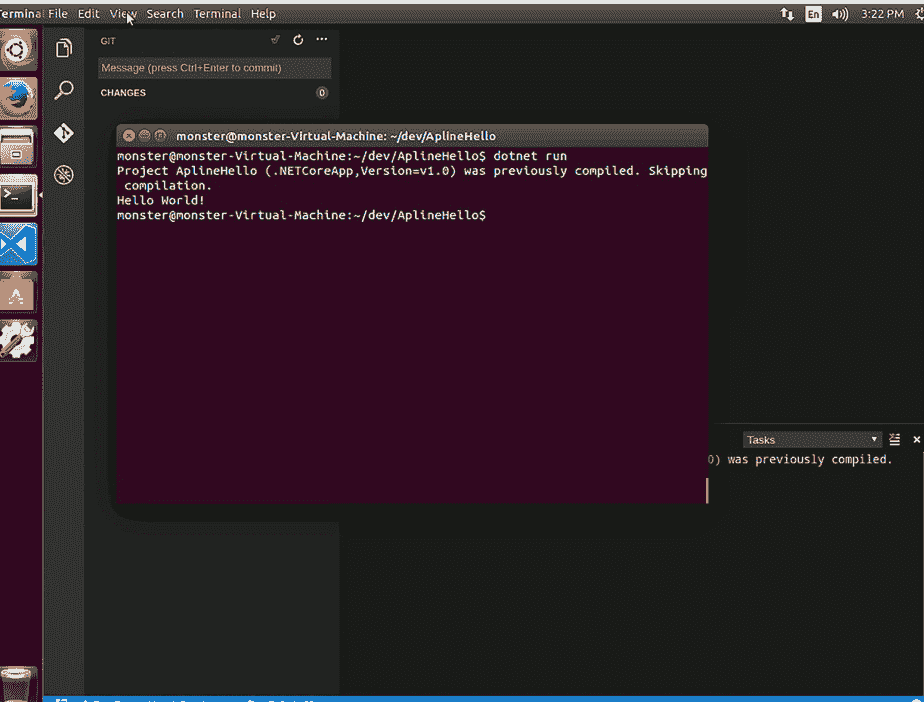 Terminal File Edit View Search Terminal Help En 3:22 PM
GIT
Message (press Ctrl+Enter to commit)
CHANGES 0
monster@monster-Virtual-Machine: ~/dev/AplineHello
monster@monster-Virtual-Machine:~/dev/AplineHello$ dotnet run
Project AplineHello (.NETCoreApp,Version=v1.0) was previously compiled. Skipping
compilation.
Hello World!
monster@monster-Virtual-Machine:~/dev/AplineHello$
Tasks
0) was previously compiled.